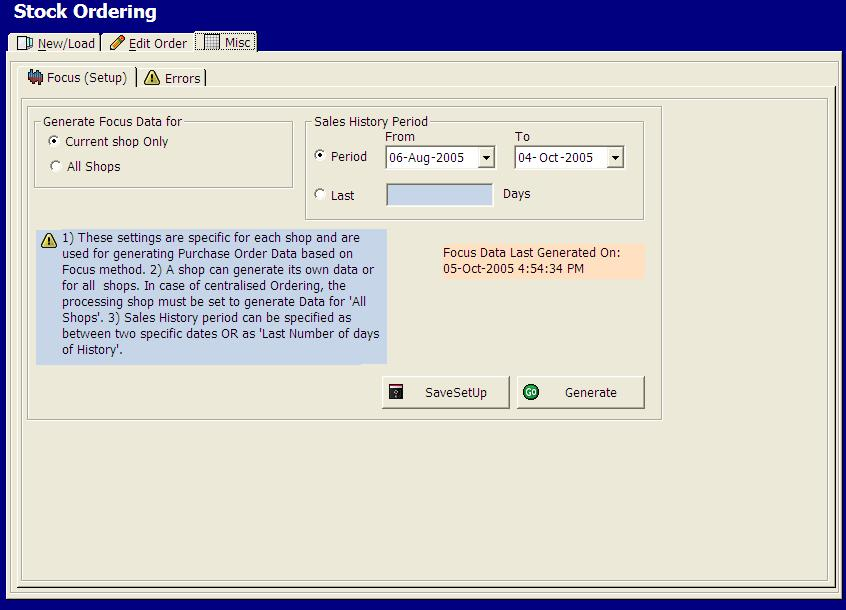 Stock Ordering
New/Load Edit Order Misc
Focus (Setup) Errors
Generate Focus Data for
Current shop Only
All Shops
Sales History Period
From To
Period 06-Aug-2005 04-Oct-2005
Last Days
1) These settings are specific for each shop and are
used for generating Purchase Order Data based on
Focus method. 2) A shop can generate its own data or
for all shops. In case of centralised Ordering, the
processing shop must be set to generate Data for 'All
Shops'. 3) Sales History period can be specified as
between two specific dates OR as 'Last Number of days
of History'.
Focus Data Last Generated On:
05-Oct-2005 4:54:34 PM
SaveSetUp GO Generate